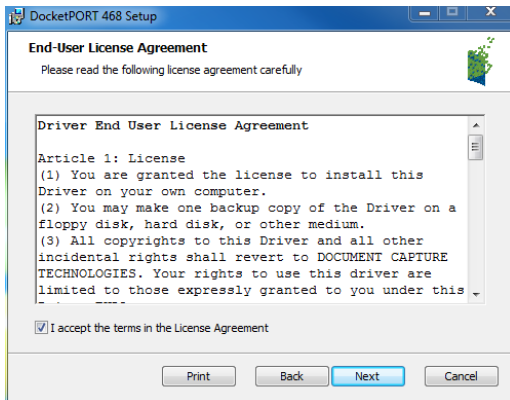 DocketPORT 468 Setup
End-User License Agreement
Please read the following license agreement carefully
Driver End User License Agreement
Article 1: License
(1) You are granted the license to install this
Driver on your own computer.
(2) You may make one backup copy of the Driver on a
floppy disk, hard disk, or other medium.
(3) All copyrights to this Driver and all other
incidental rights shall revert to DOCUMENT CAPTURE
TECHNOLOGIES. Your rights to use this driver are
limited to those expressly granted to you under this
I accept the terms in the License Agreement
Print
Back
Next
Cancel